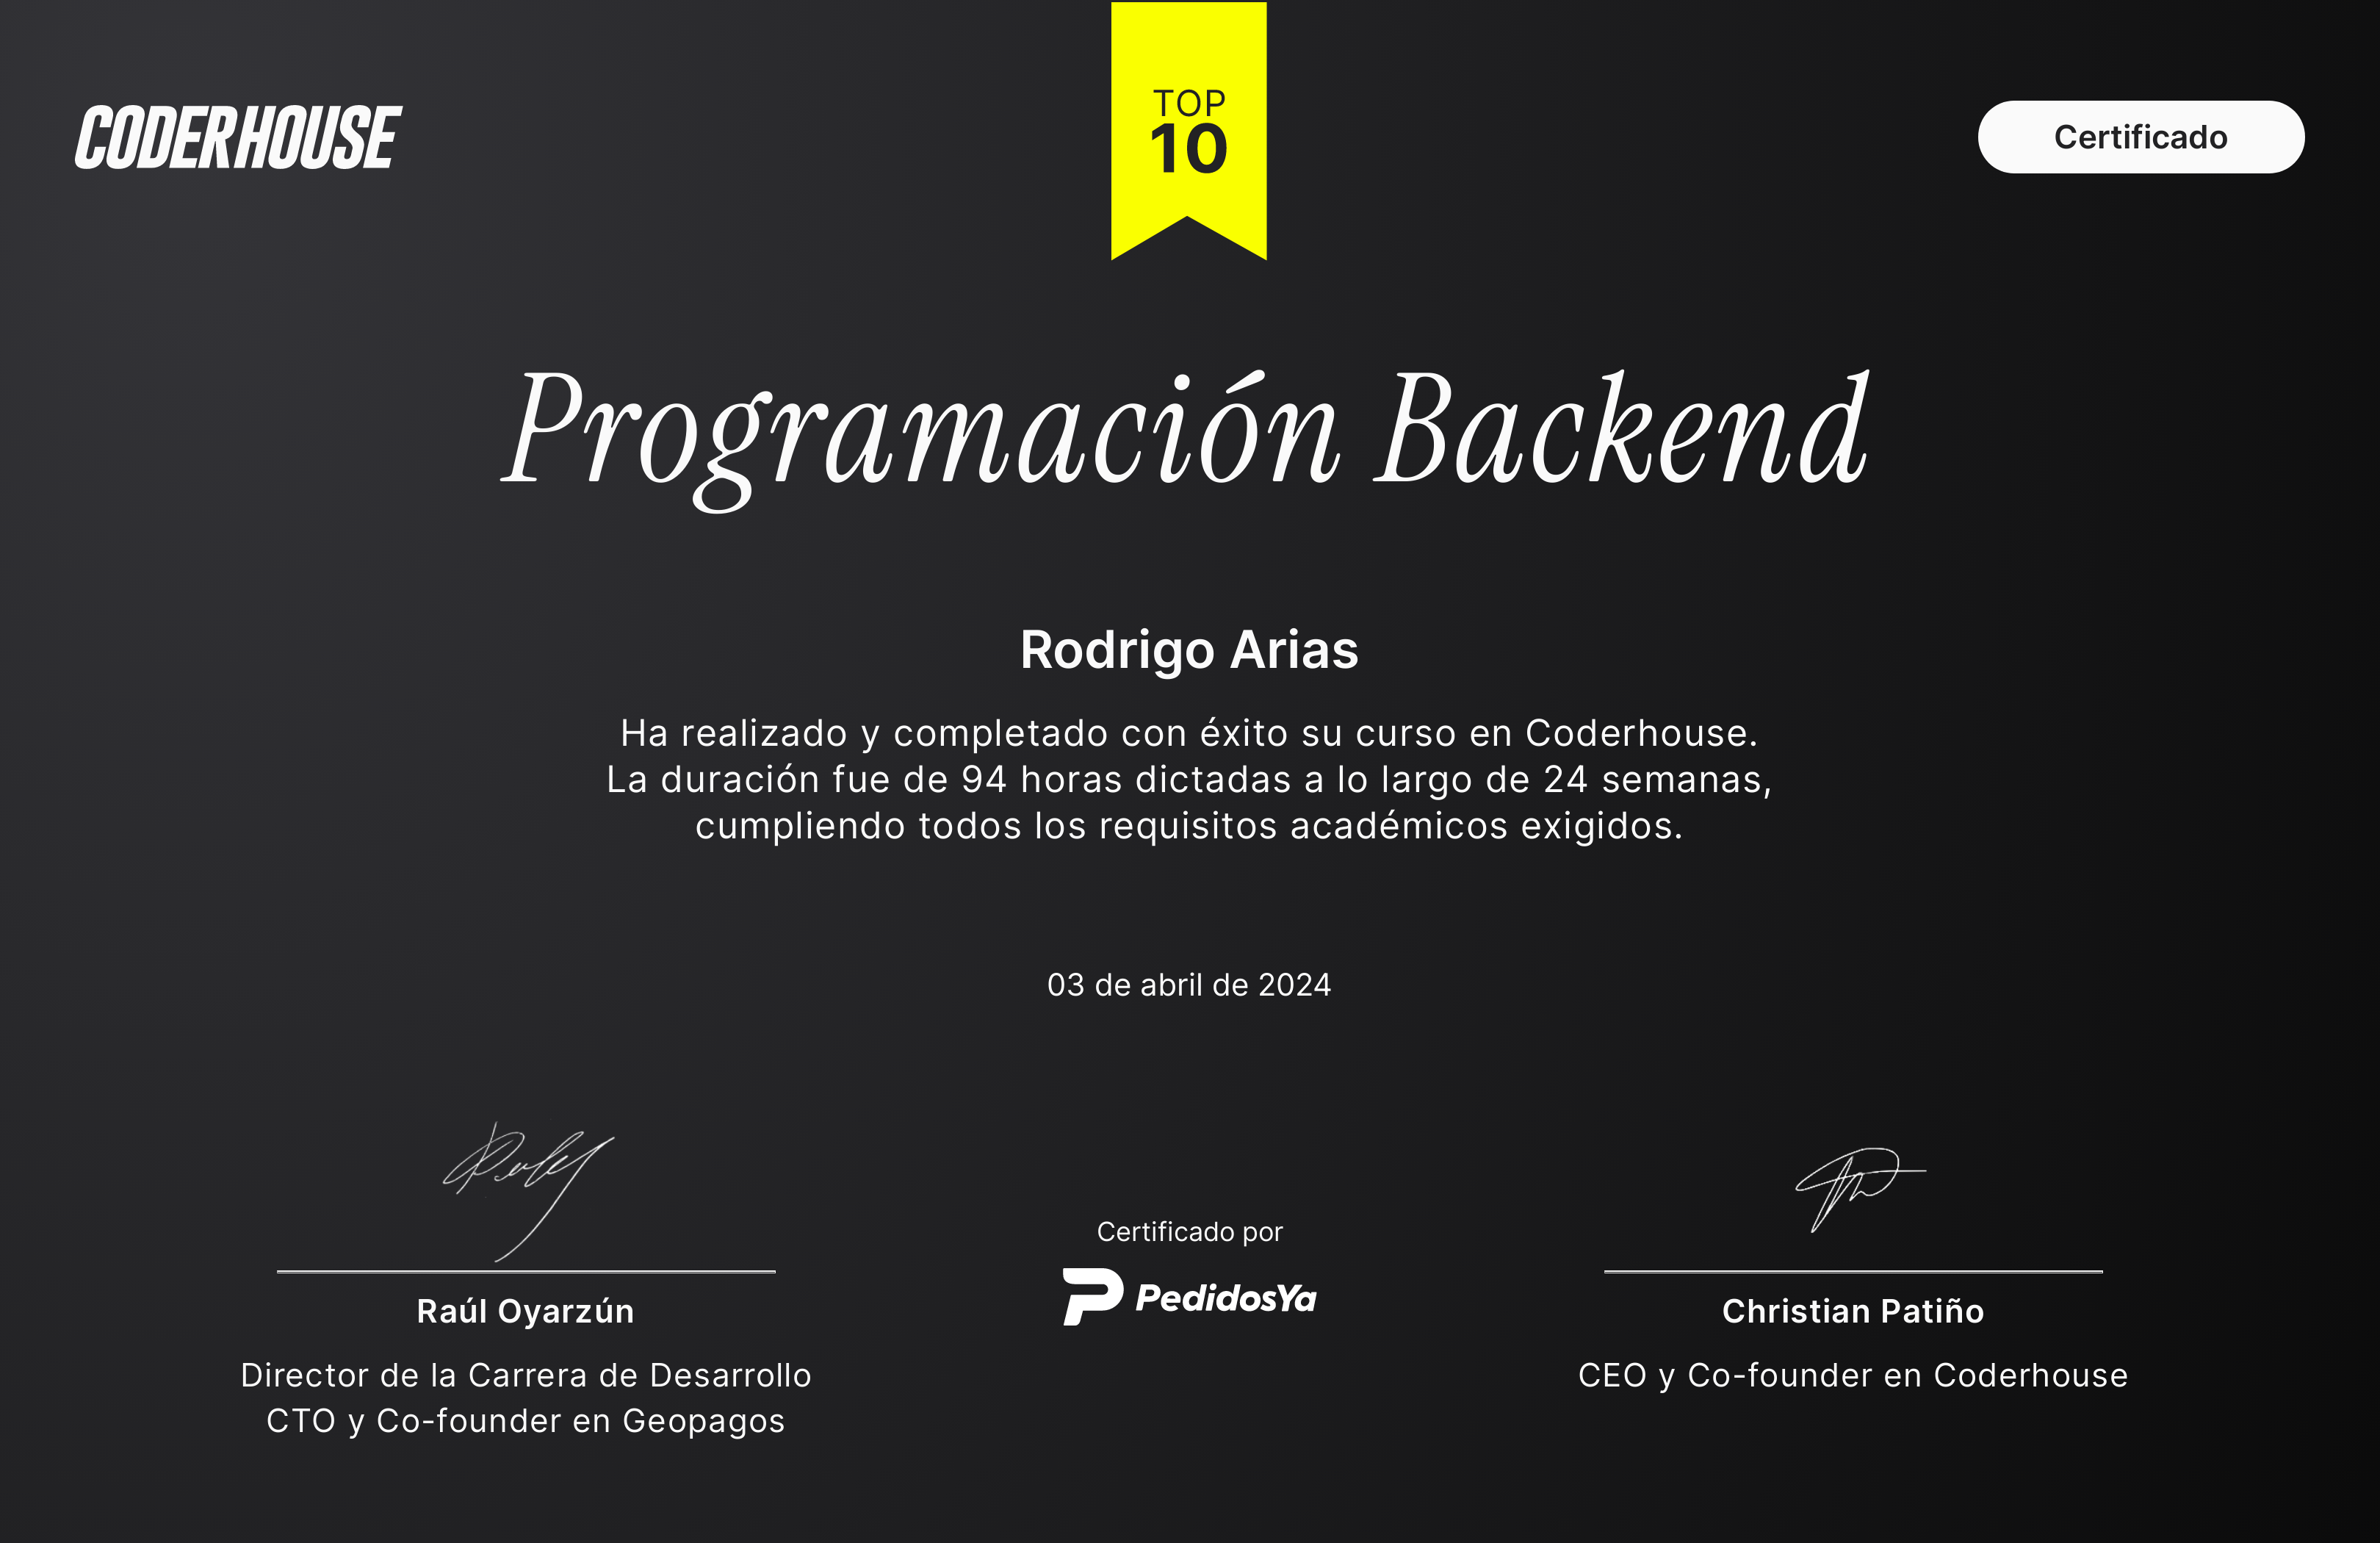 CODERHOUSE
TOP
10
Certificado
Programación Backend
Rodrigo Arias
Ha realizado y completado con éxito su curso en Coderhouse.
La duración fue de 94 horas dictadas a lo largo de 24 semanas,
cumpliendo todos los requisitos académicos exigidos.
03 de abril de 2024
Certificado por
PedidosYa
Raúl Oyarzún
Director de la Carrera de Desarrollo
CTO y Co-founder en Geopagos
Christian Patiño
CEO y Co-founder en Coderhouse